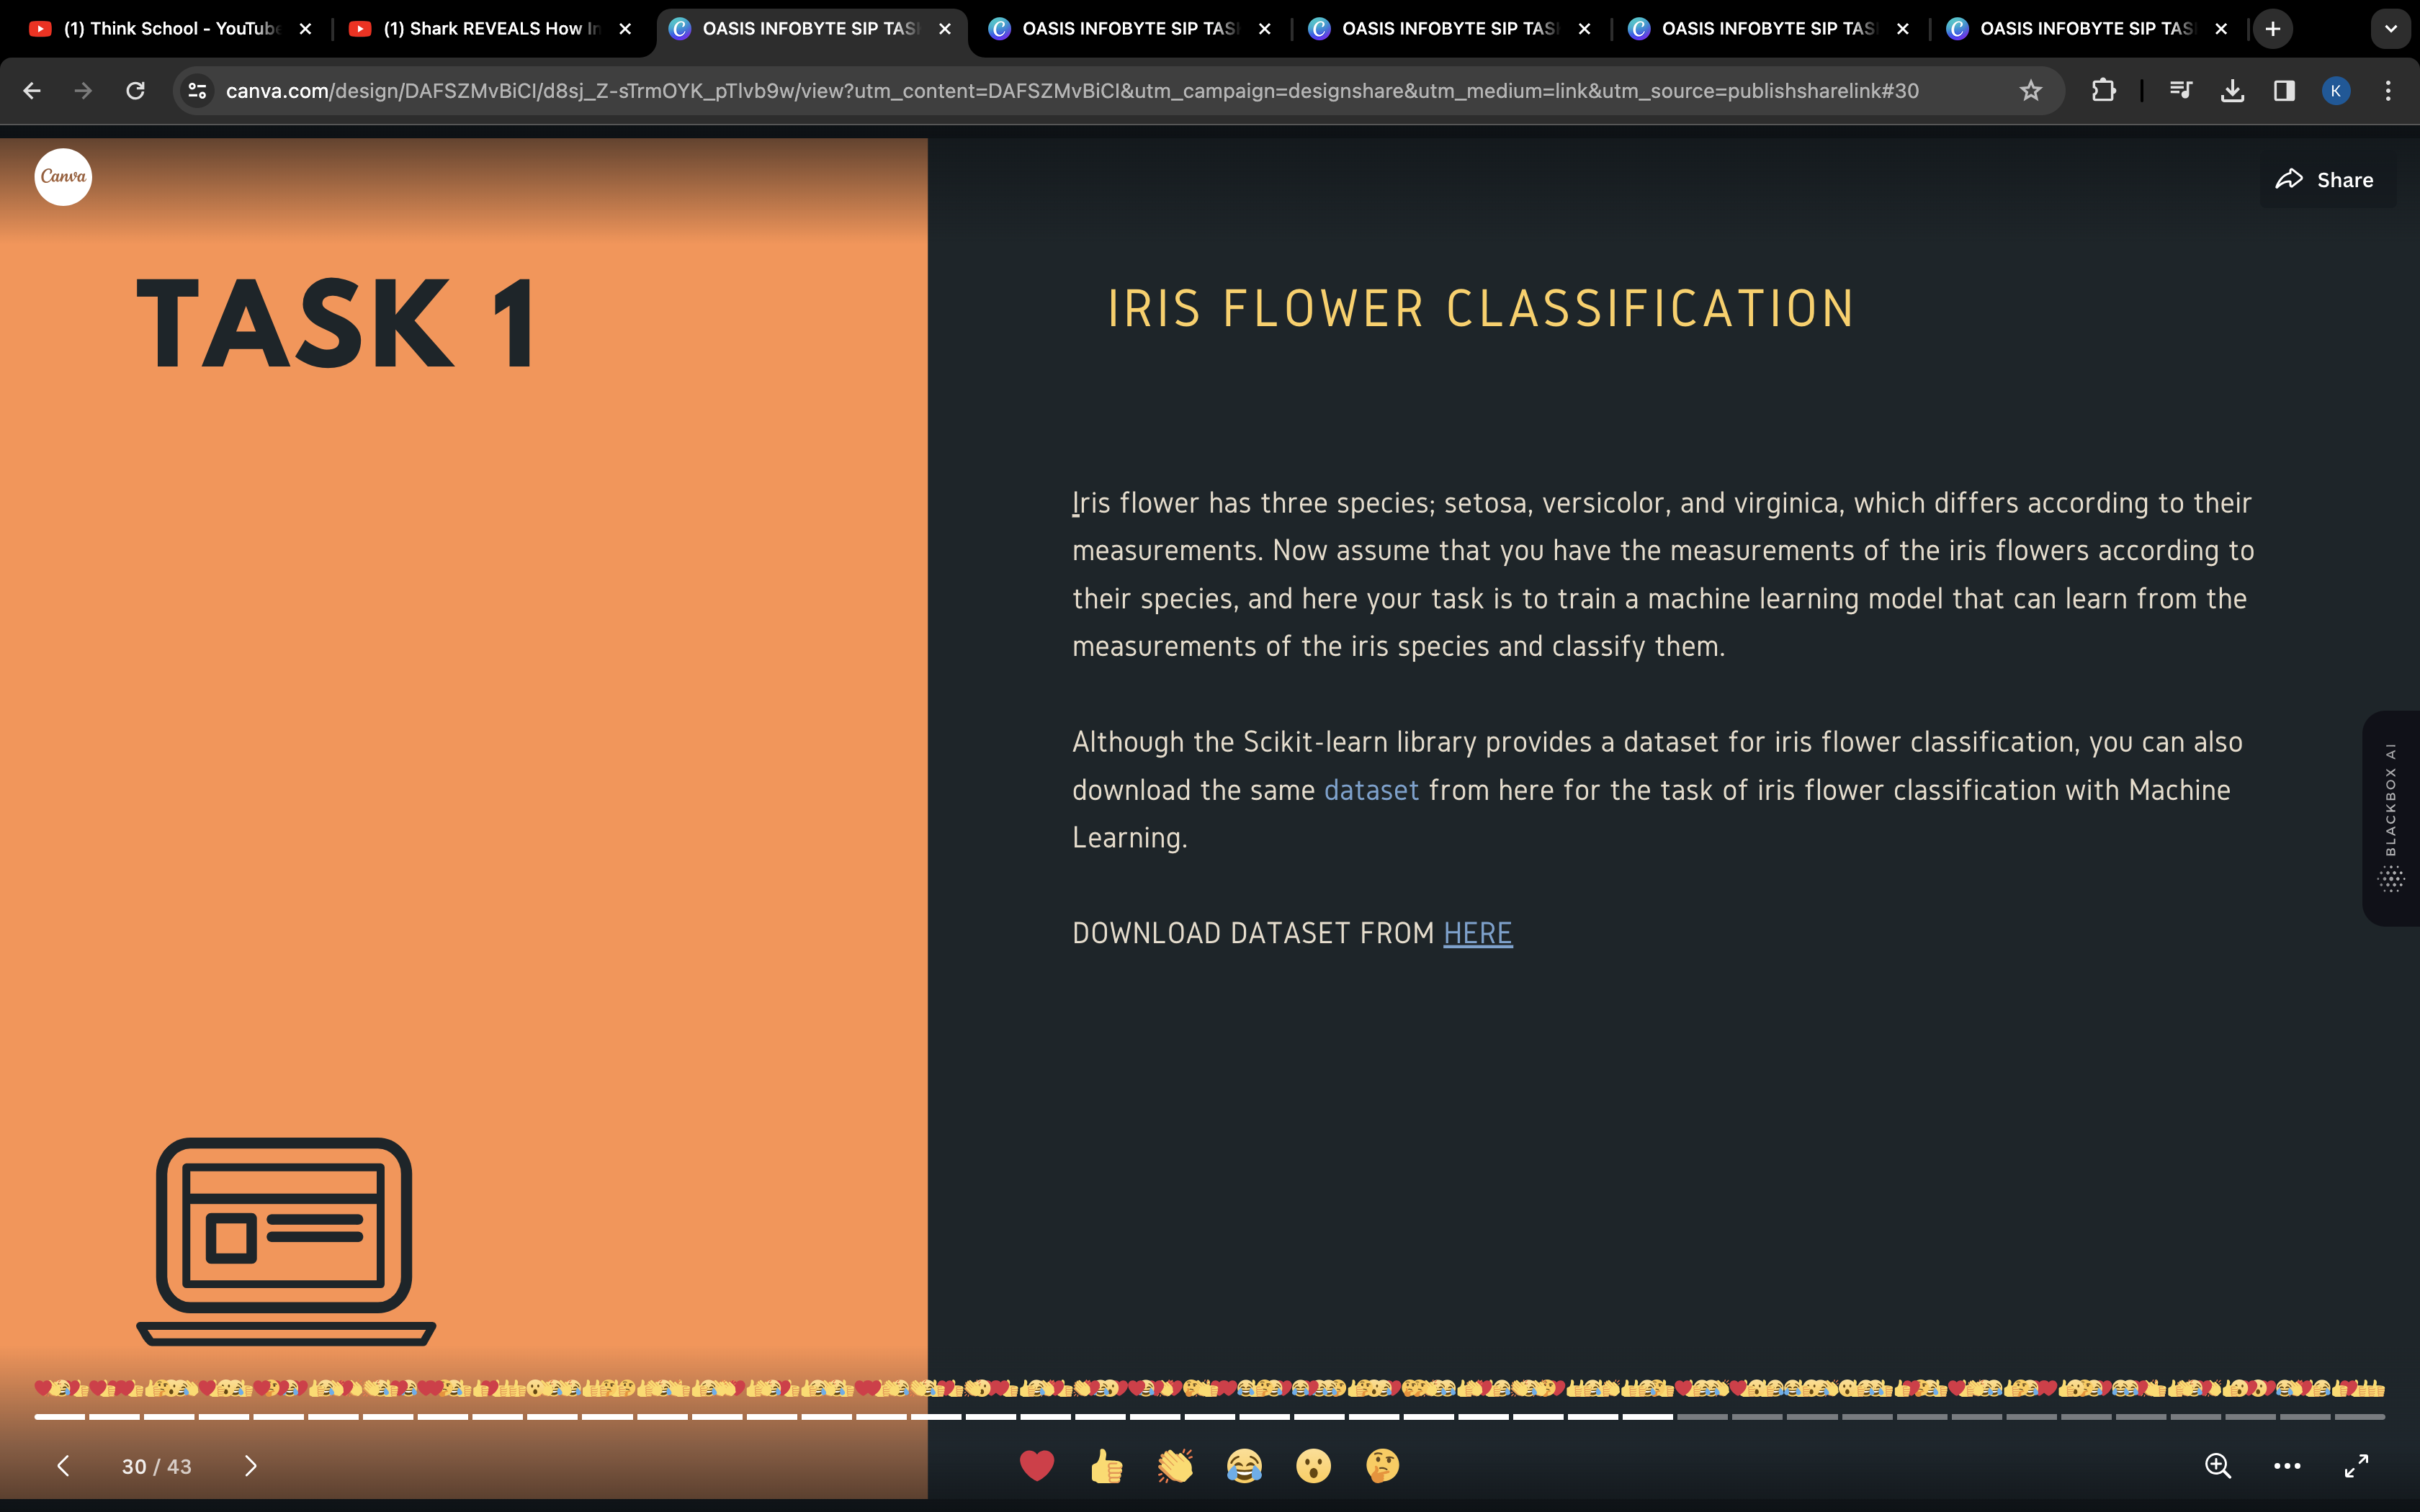 (1) Think School - YouTube
(1) Shark REVEALS How In
OASIS INFOBYTE SIP TAS
OASIS INFOBYTE SIP TAS
OASIS INFOBYTE SIP TAS
OASIS INFOBYTE SIP TAS
OASIS INFOBYTE SIP TAS
canva.com/design/DAFSZMvBiCI/d8sj_Z-sTrmOYK_pTlvb9w/view?utm_content=DAFSZMvBiCI&utm_campaign=designshare&utm_medium=link&utm_source=publishsharelink#30
K
Canva
Share
TASK 1
IRIS FLOWER CLASSIFICATION
Iris flower has three species; setosa, versicolor, and virginica, which differs according to their
measurements. Now assume that you have the measurements of the iris flowers according to
their species, and here your task is to train a machine learning model that can learn from the
measurements of the iris species and classify them.
Although the Scikit-learn library provides a dataset for iris flower classification, you can also
download the same dataset from here for the task of iris flower classification with Machine
Learning.
DOWNLOAD DATASET FROM HERE
BLACKBOX AI
30 / 43